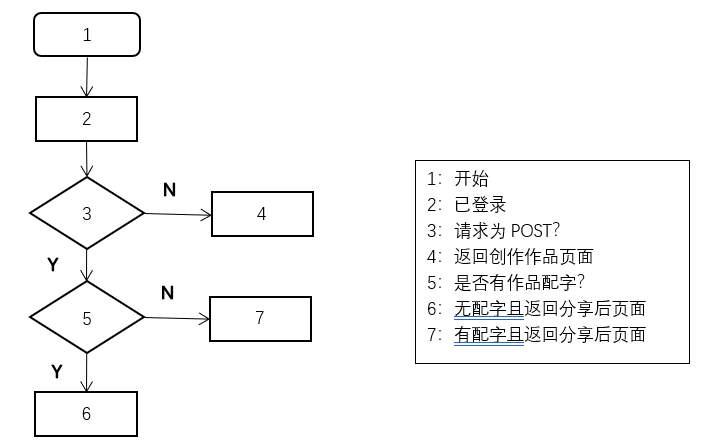 1
2
3
N
4
Y
5
N
7
Y
6
1：开始
2：已登录
3：请求为 POST？
4：返回创作作品页面
5：是否有作品配字？
6：无配字且返回分享后页面
7：有配字且返回分享后页面